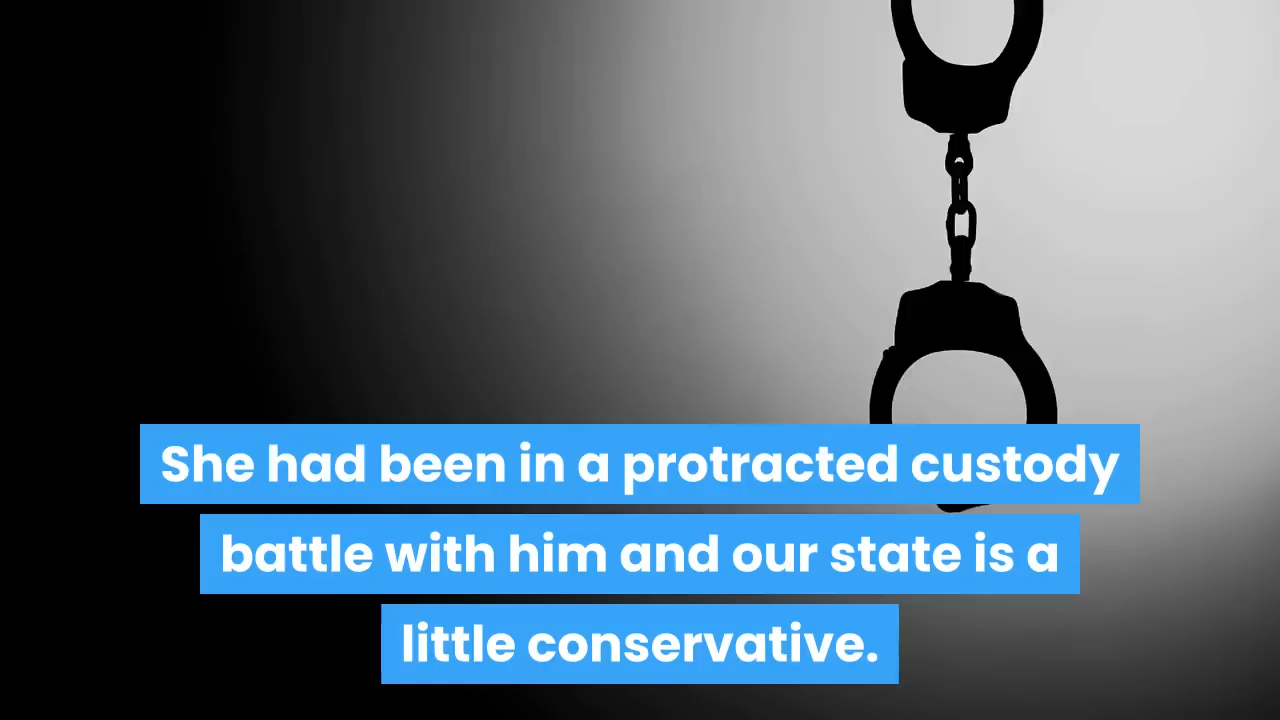 She had been in a protracted custody
battle with him and our state is a
little conservative.